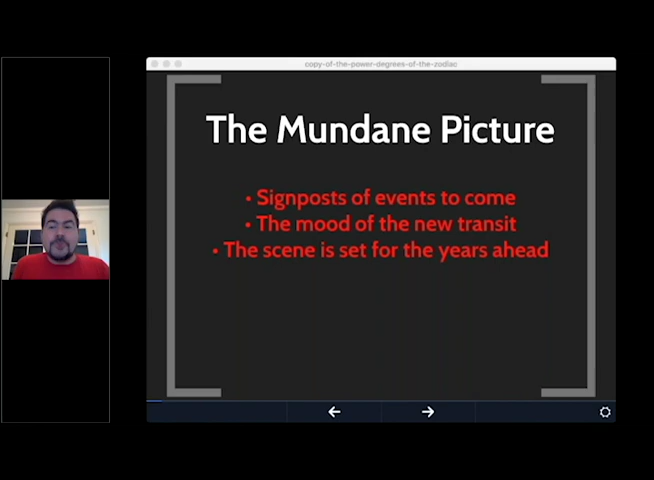 copy-of-the-power-degrees-of-the-zodiac
The Mundane Picture
• Signposts of events to come
• The mood of the new transit
• The scene is set for the years ahead